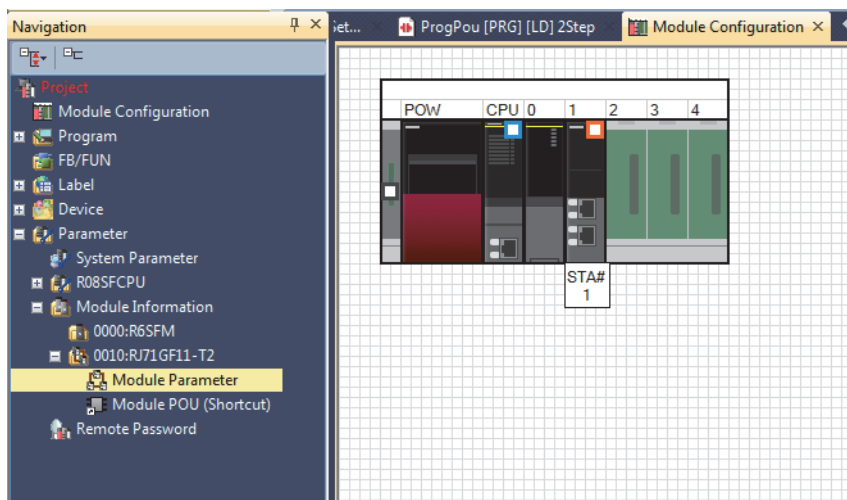 Navigation
Set...
ProgPou [PRG] [LD] 2Step
Module Configuration
Project
Module Configuration
Program
FB/FUN
Label
Device
Parameter
System Parameter
R08SFCPU
Module Information
0000:R6SFM
0010:RJ71GF11-T2
Module Parameter
Module POU (Shortcut)
Remote Password
POW CPU 0 1 2 3 4
STA#
1